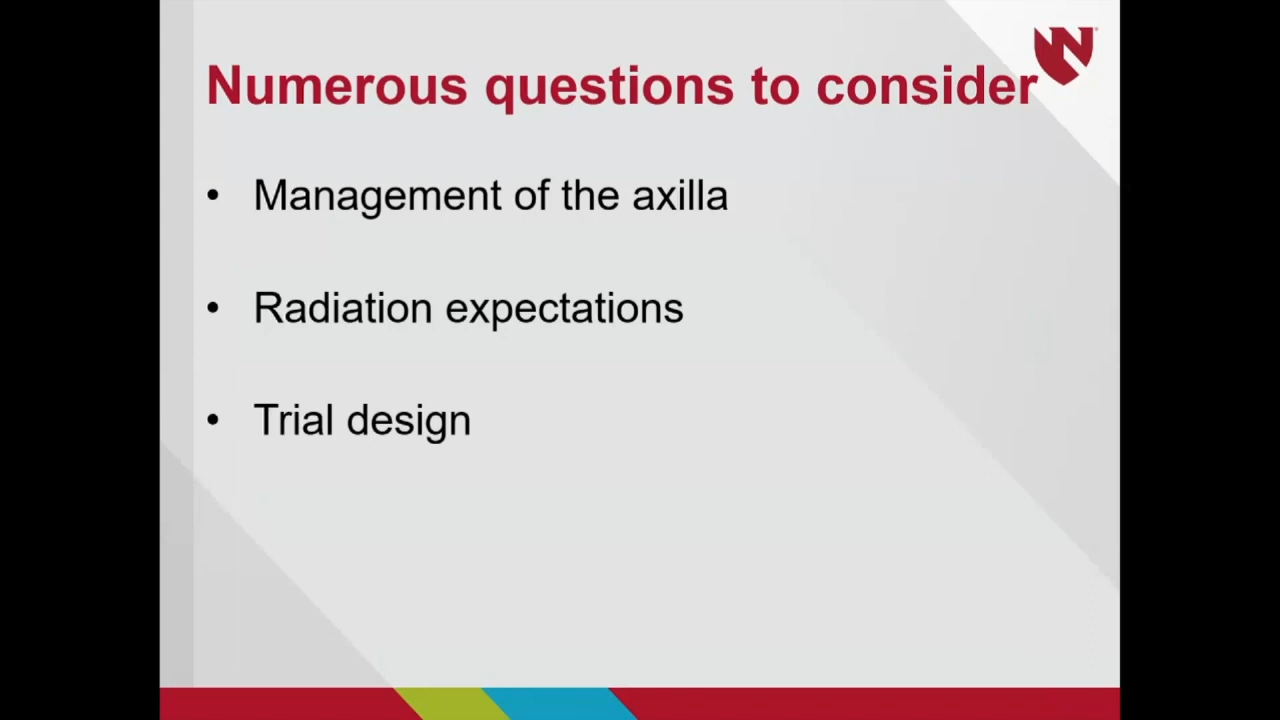 Numerous questions to consider
• Management of the axilla
• Radiation expectations
• Trial design